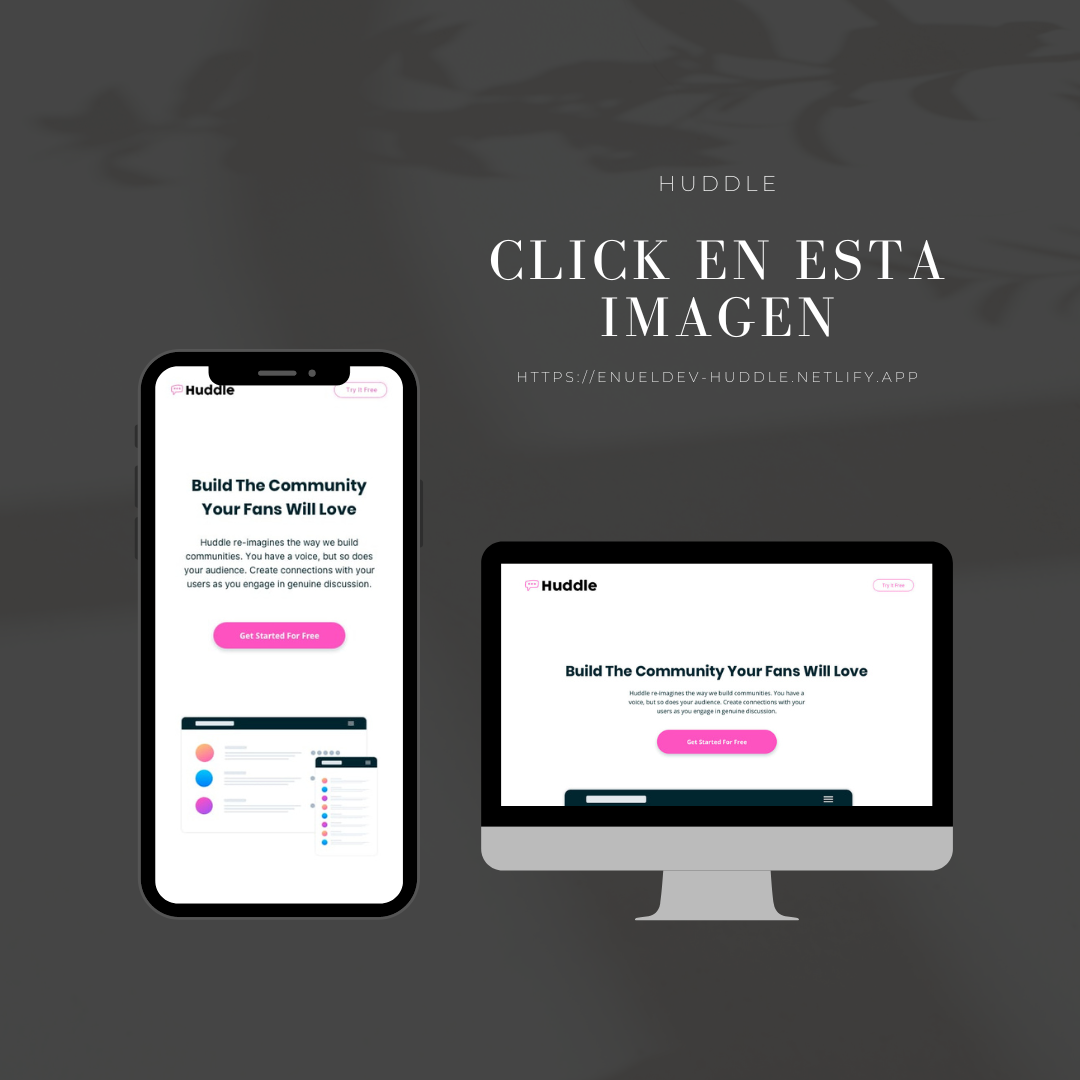 HUDDLE
CLICK EN ESTA
IMAGEN
HTTPS://ENUELDEV-HUDDLE.NETLIFY.APP
Huddle
Try It Free
Build The Community
Your Fans Will Love
Huddle re-imagines the way we build
communities. You have a voice, but so does
your audience. Create connections with your
users as you engage in genuine discussion.
Get Started For Free
Huddle
Try It Free
Build The Community Your Fans Will Love
Huddle re-imagines the way we build communities. You have a
voice, but so does your audience. Create connections with your
users as you engage in genuine discussion.
Get Started For Free